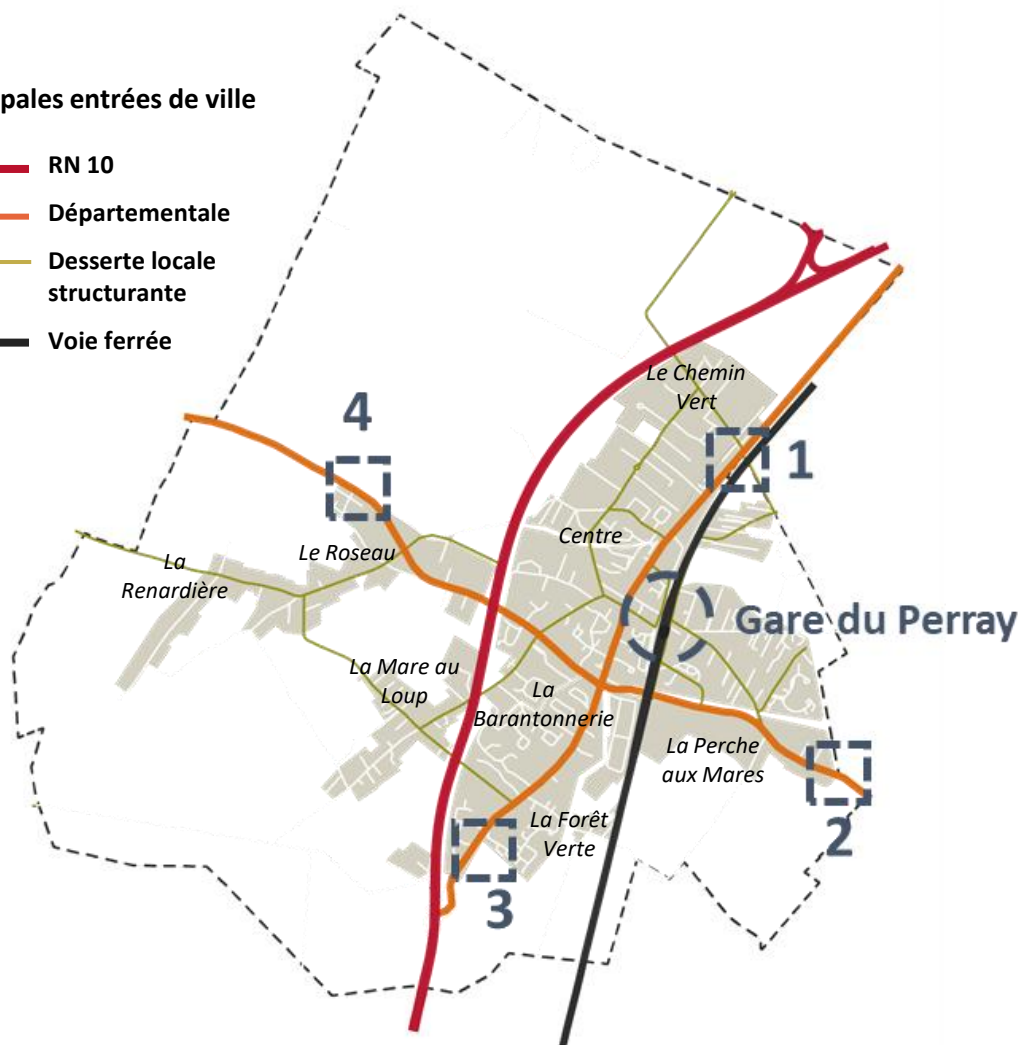 pales entrées de ville
RN 10
Départementale
Desserte locale
structurante
Voie ferrée
Le Chemin
Vert
4
1
Centre
Le Roseau
La
Renardière
Gare du Perray
La Mare au
Loup
La
Barantonnerie
La Perche
aux Mares
La Forêt
Verte
2
3